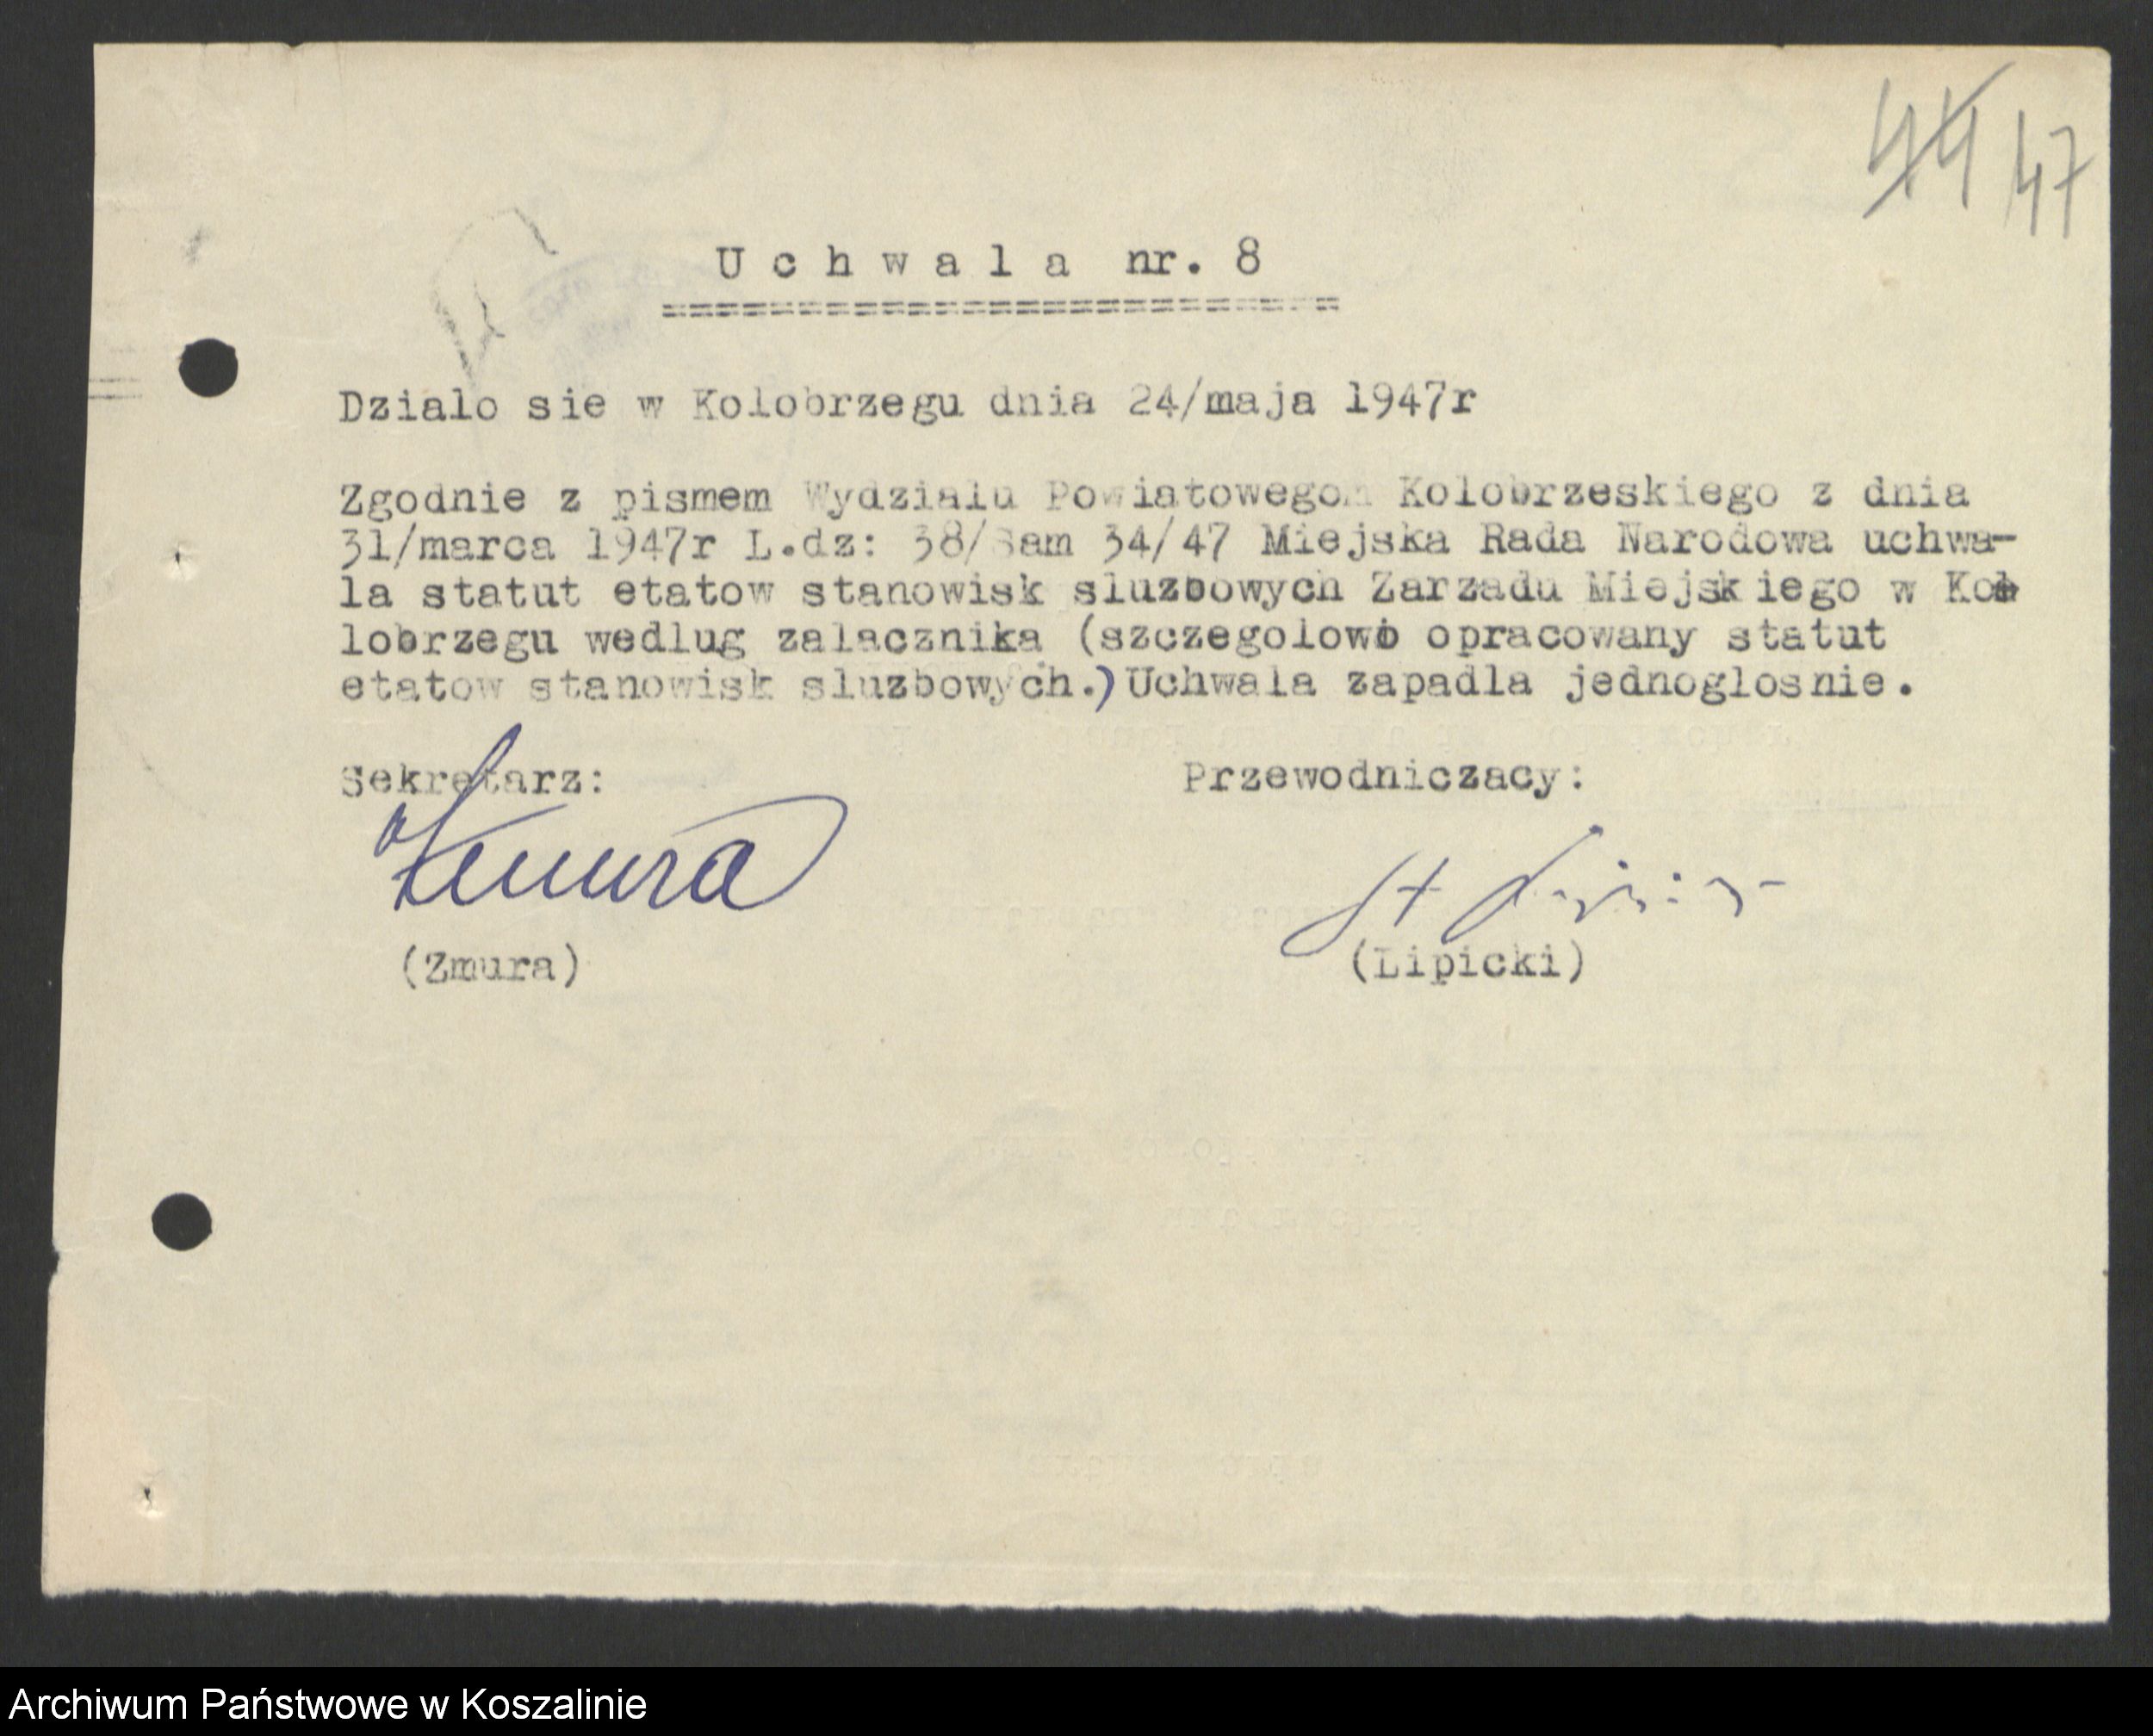 44 47
Uchwala nr. 8
===========================
Dzialo sie w Kolobrzegu dnia 24/maja 1947r
Zgodnie z pismem Wydzialu Powiatowego Kolobrzeskiego z dnia
31/marca 1947r L.dz: 38/Sam 34/47 Miejska Rada Narodowa uchwa-
la statut etatow stanowisk sluzbowych Zarzadu Miejskiego w Ko-
lobrzegu wedlug zalacznika (szczegolowo opracowany statut
etatow stanowisk sluzbowych.) Uchwala zapadla jednoglosnie.
Sekretarz: Przewodniczacy:
Zmura St Lipicki
(Zmura) (Lipicki)
Archiwum Państwowe w Koszalinie